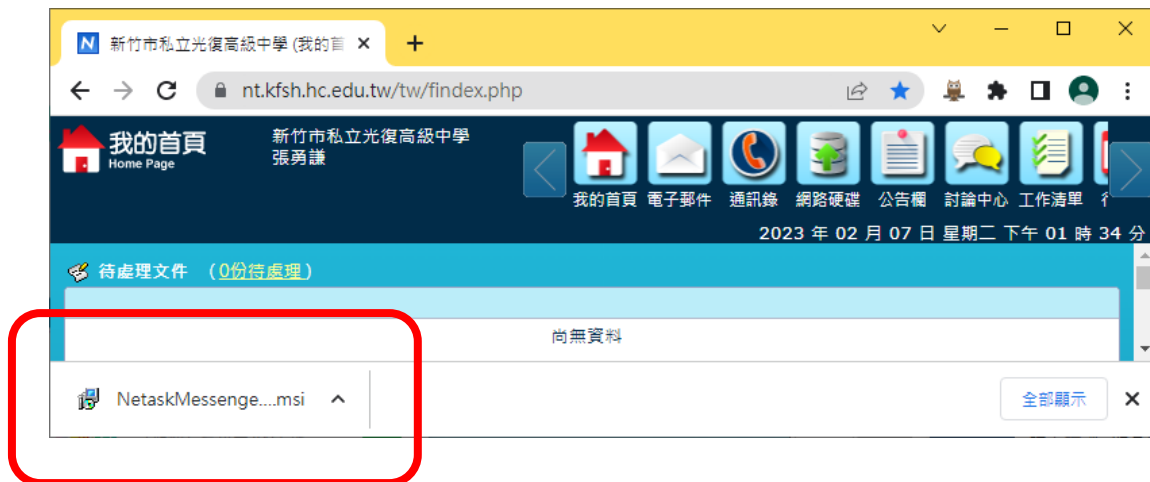 新竹市私立光復高級中學 (我的首
nt.kfsh.hc.edu.tw/tw/findex.php
我的首頁
Home Page
新竹市私立光復高級中學
張勇謙
我的首頁 電子郵件 通訊錄 網路硬碟 公告欄 討論中心 工作清單
2023 年 02 月 07 日 星期二 下午 01 時 34 分
待處理文件 (0份待處理)
尚無資料
NetaskMessenge....msi
全部顯示